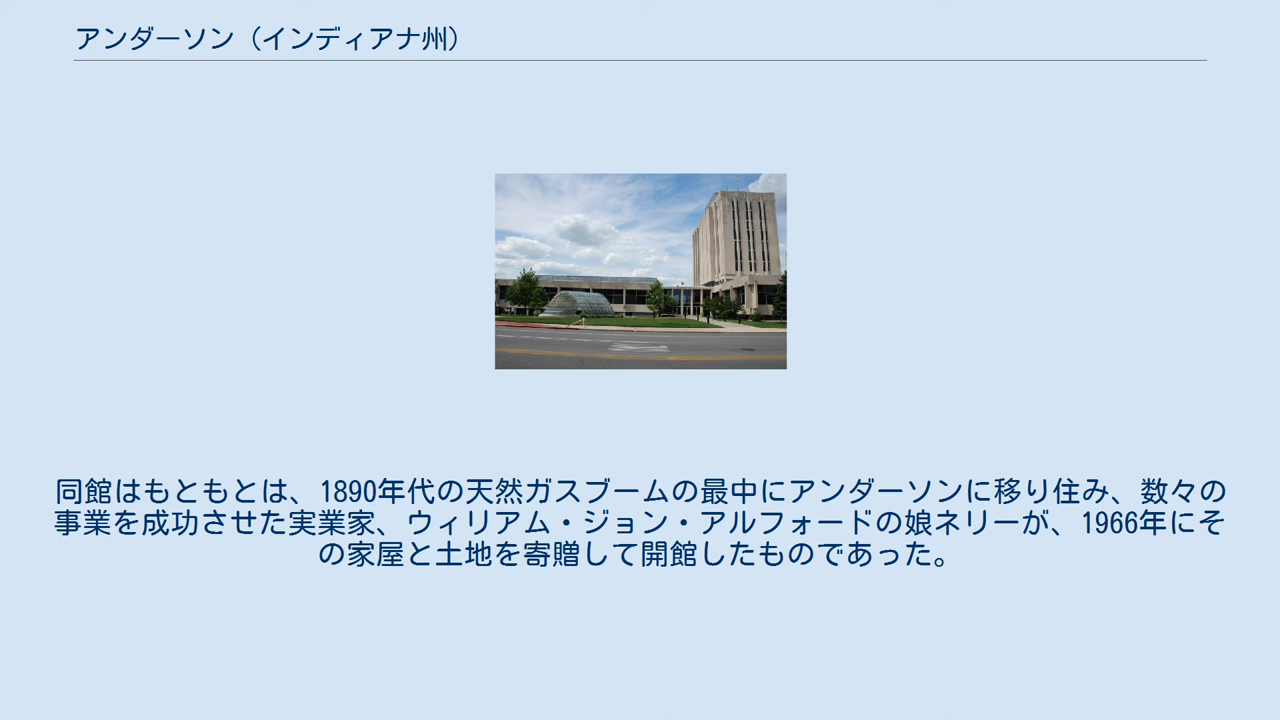 アンダーソン（インディアナ州）
同館はもともとは、1890年代の天然ガスブームの最中にアンダーソンに移り住み、数々の
事業を成功させた実業家、ウィリアム・ジョン・アルフォードの娘ネリーが、1966年にそ
の家屋と土地を寄贈して開館したものであった。